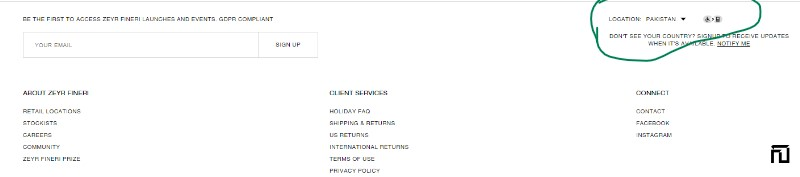 BE THE FIRST TO ACCESS ZEYR FINERI LAUNCHES AND EVENTS. GDPR COMPLIANT
YOUR EMAIL
SIGN UP
LOCATION: PAKISTAN
DON'T SEE YOUR COUNTRY? SIGNUP TO RECEIVE UPDATES
WHEN IT'S AVAILABLE. NOTIFY ME
ABOUT ZEYR FINERI
RETAIL LOCATIONS
STOCKISTS
CAREERS
COMMUNITY
ZEYR FINERI PRIZE
CLIENT SERVICES
HOLIDAY FAQ
SHIPPING & RETURNS
US RETURNS
INTERNATIONAL RETURNS
TERMS OF USE
PRIVACY POLICY
CONNECT
CONTACT
FACEBOOK
INSTAGRAM